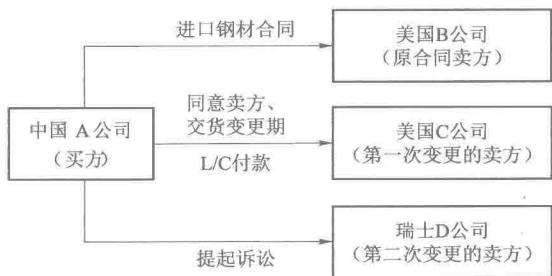 进口钢材合同
美国B公司
（原合同卖方）
中国 A公司
（买方）
同意卖方、
交货变更期
L/C付款
美国C公司
（第一次变更的卖方）
提起诉讼
瑞士D公司
（第二次变更的卖方）